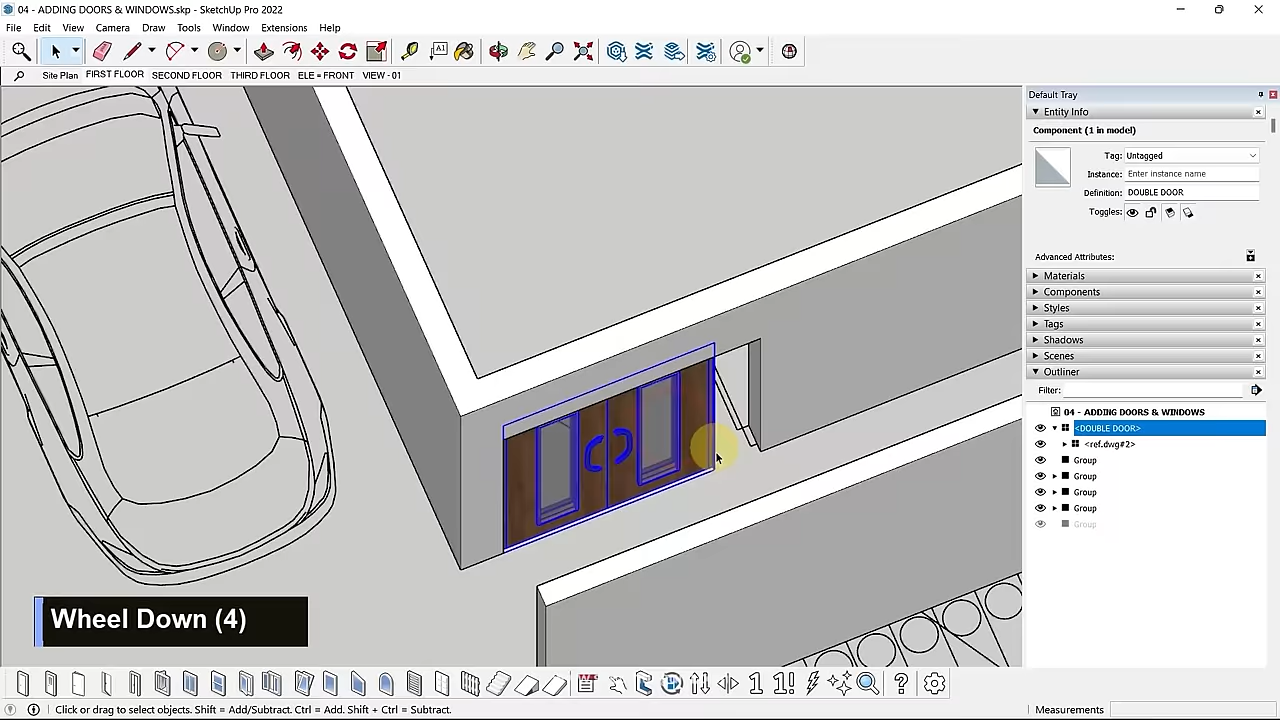 04 - ADDING DOORS & WINDOWS.skp - SketchUp Pro 2022
File Edit View Camera Draw Tools Window Extensions Help
Site Plan FIRST FLOOR SECOND FLOOR THIRD FLOOR ELE = FRONT VIEW - 01
Default Tray
Entity Info
Component (1 in model)
Tag: Untagged
Instance: Enter instance name
Definition: DOUBLE DOOR
Toggles:
Advanced Attributes:
Materials
Components
Styles
Tags
Shadows
Scenes
Outliner
Filter:
04 - ADDING DOORS & WINDOWS
<DOUBLE DOOR>
<ref.dwg#2>
Group
Group
Group
Group
Group
Wheel Down (4)
Click or drag to select objects. Shift = Add/Subtract. Ctrl = Add. Shift + Ctrl = Subtract.
Measurements